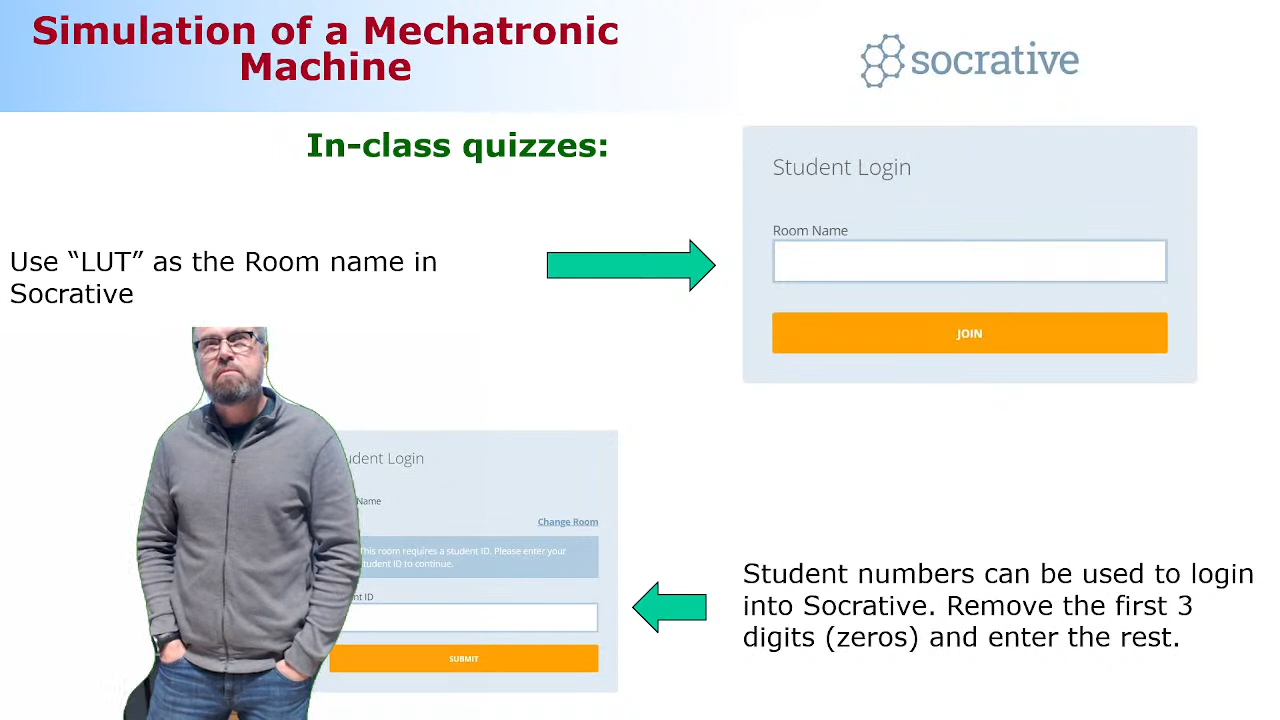 Simulation of a Mechatronic
Machine
socrative
In-class quizzes:
Student Login
Room Name
Use “LUT” as the Room name in
Socrative
JOIN
udent Login
Name
Change Room
This room requires a student ID. Please enter your
student ID to continue.
nt ID
SUBMIT
Student numbers can be used to login
into Socrative. Remove the first 3
digits (zeros) and enter the rest.